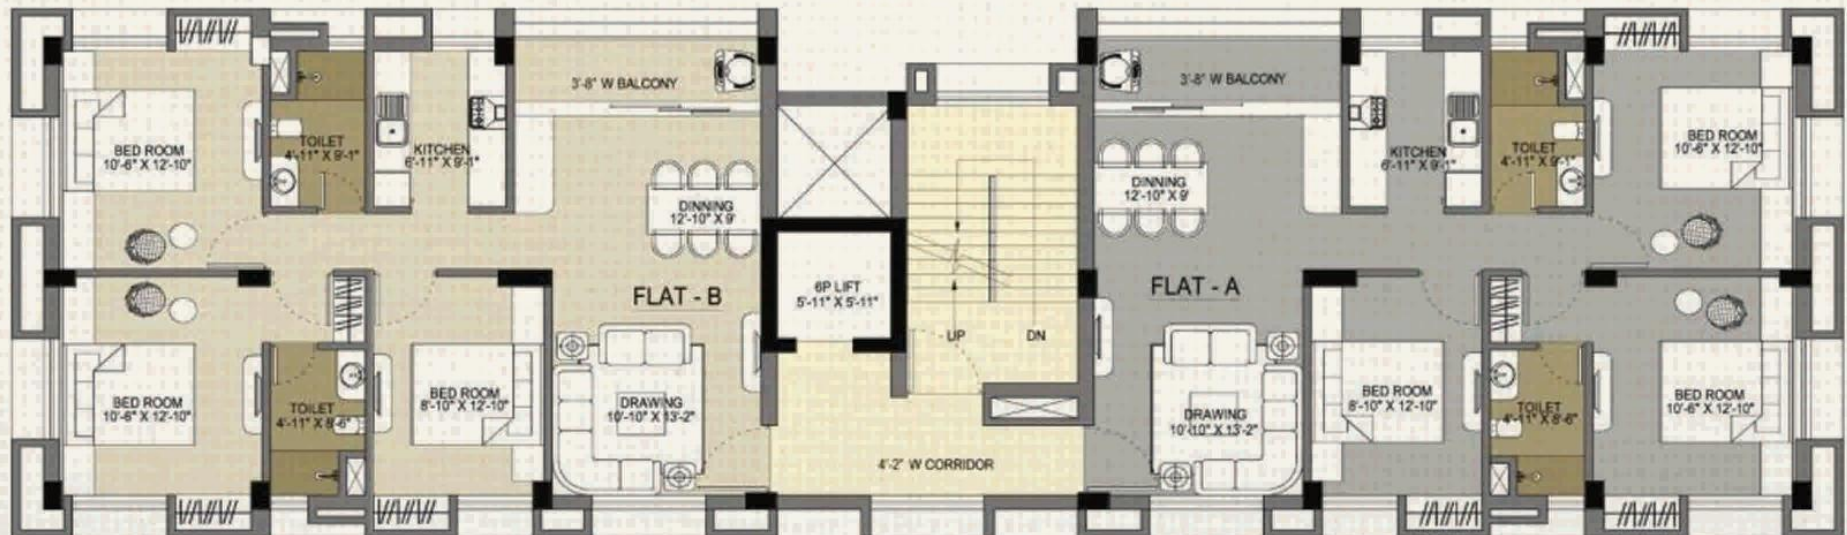 3'-8" W BALCONY
3'-8" W BALCONY
BED ROOM
10'-6" X 12'-10"
TOILET
4'-11" X 9'-1"
KITCHEN
6'-11" X 9'-1"
DINNING
12'-10" X 9'
DINNING
12'-10" X 9'
KITCHEN
6'-11" X 9'-1"
TOILET
4'-11" X 9'-1"
BED ROOM
10'-6" X 12'-10"
FLAT - B
6P LIFT
5'-11" X 5'-11"
FLAT - A
UP
DN
BED ROOM
10'-6" X 12'-10"
TOILET
4'-11" X 8'-6"
BED ROOM
8'-10" X 12'-10"
DRAWING
10'-10" X 13'-2"
DRAWING
10'-10" X 13'-2"
BED ROOM
8'-10" X 12'-10"
TOILET
4'-11" X 8'-6"
BED ROOM
10'-6" X 12'-10"
4'-2" W CORRIDOR